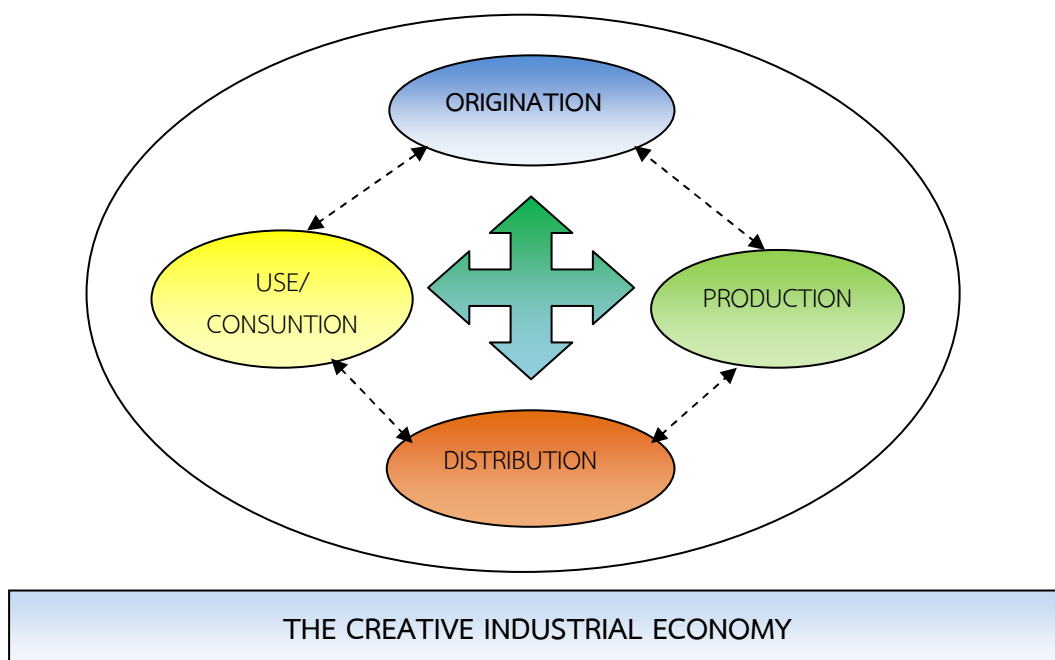 ORIGINATION
USE/
CONSUNTION
PRODUCTION
DISTRIBUTION
THE CREATIVE INDUSTRIAL ECONOMY